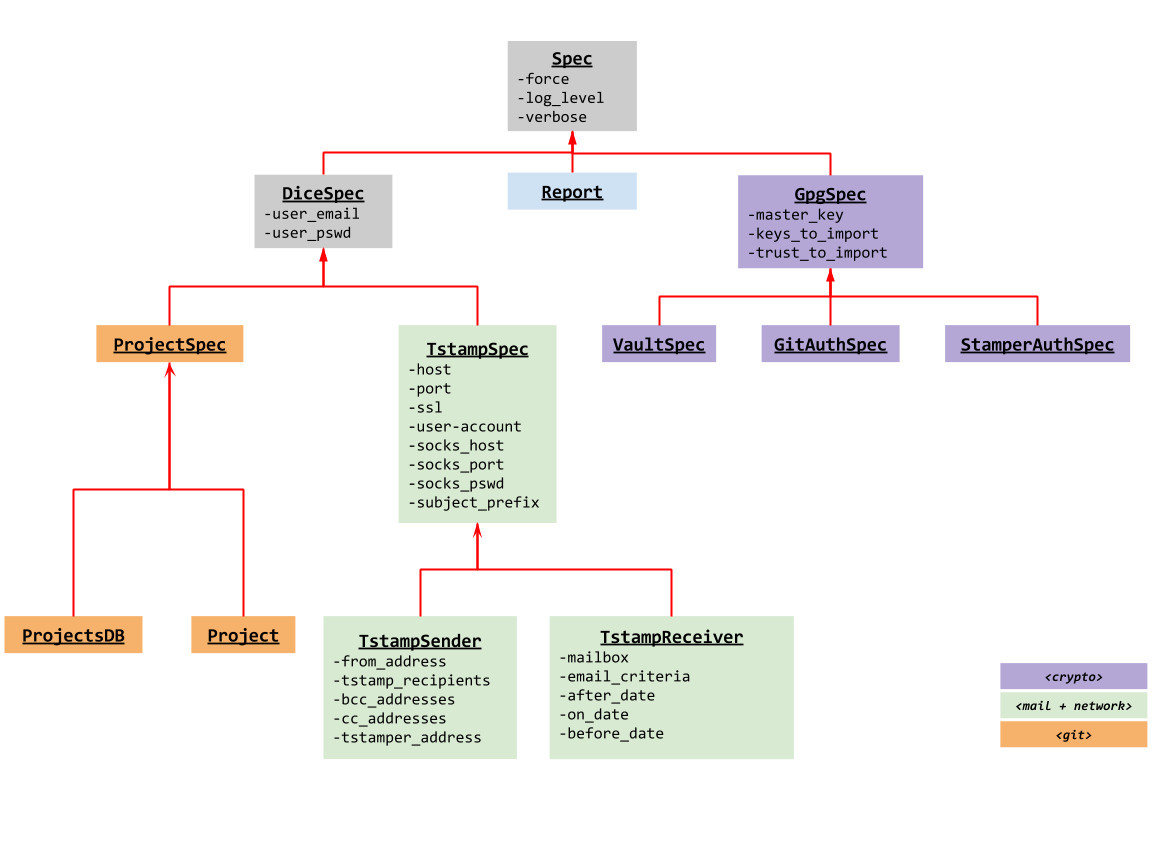 Spec
-force
-log_level
-verbose
DiceSpec
-user_email
-user_pswd
Report
GpgSpec
-master_key
-keys_to_import
-trust_to_import
ProjectSpec
TstampSpec
-host
-port
-ssl
-user-account
-socks_host
-socks_port
-socks_pswd
-subject_prefix
VaultSpec
GitAuthSpec
StamperAuthSpec
ProjectsDB
Project
TstampSender
-from_address
-tstamp_recipients
-bcc_addresses
-cc_addresses
-tstamper_address
TstampReceiver
-mailbox
-email_criteria
-after_date
-on_date
-before_date
<crypto>
<mail + network>
<git>